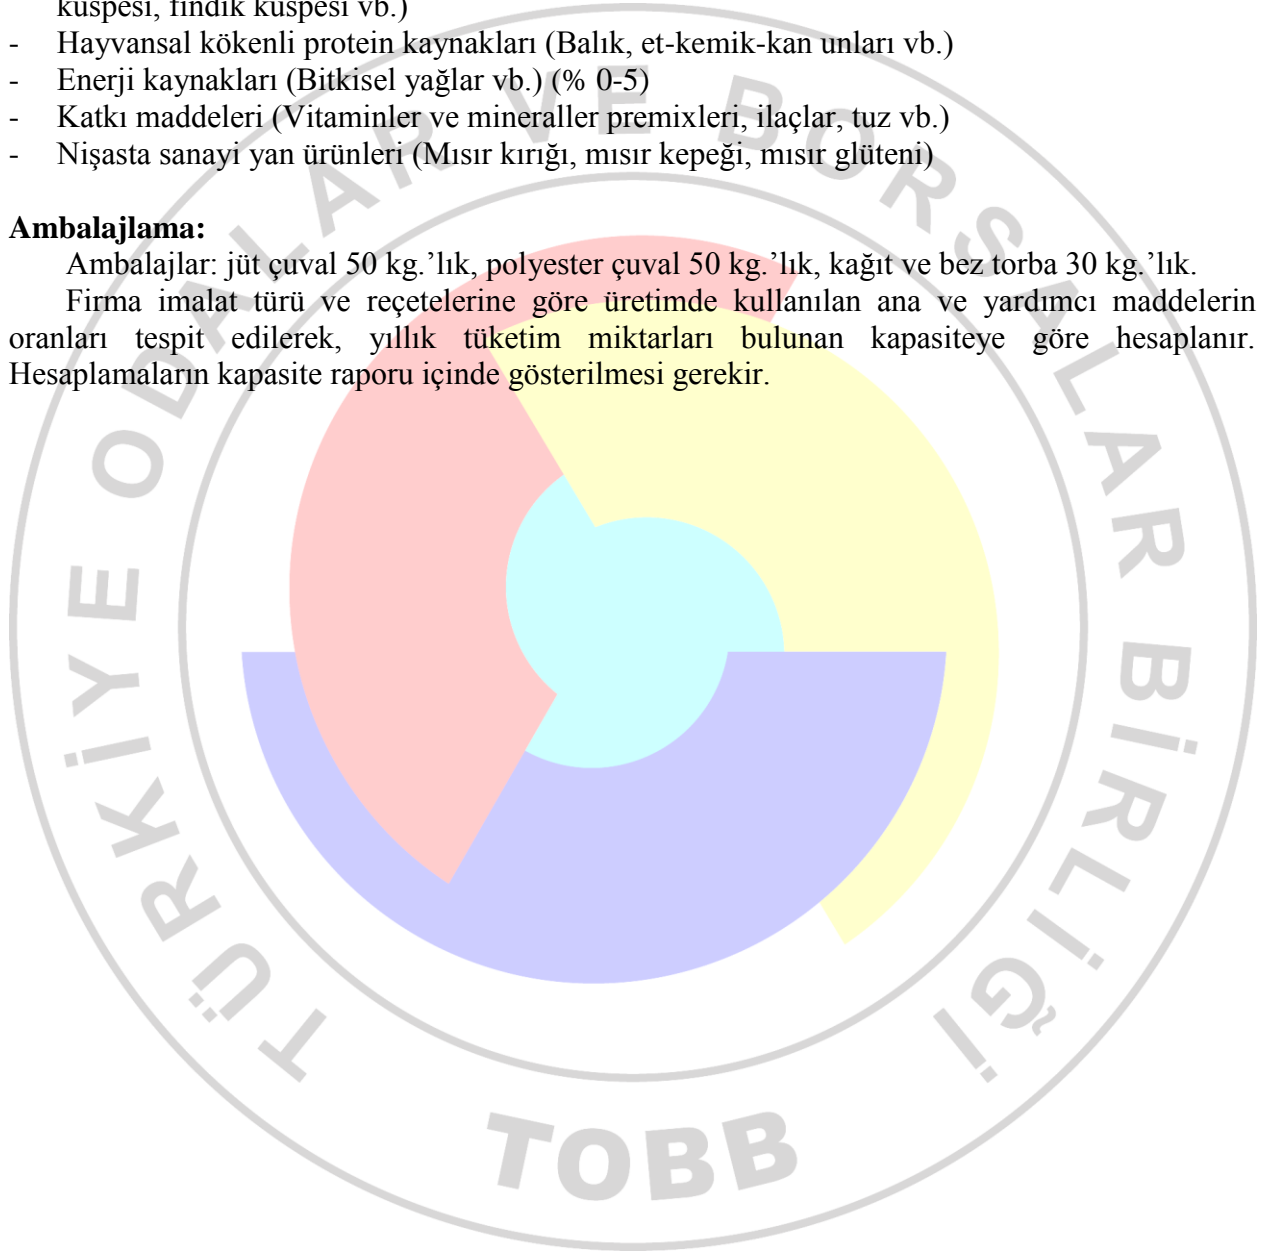 küspesi, fındık küspesi vb.)
- Hayvansal kökenli protein kaynakları (Balık, et-kemik-kan unları vb.)
- Enerji kaynakları (Bitkisel yağlar vb.) (% 0-5)
- Katkı maddeleri (Vitaminler ve mineraller premixleri, ilaçlar, tuz vb.)
- Nişasta sanayi yan ürünleri (Mısır kırığı, mısır kepeği, mısır glüteni)
Ambalajlama:
Ambalajlar: jüt çuval 50 kg.’lık, polyester çuval 50 kg.’lık, kağıt ve bez torba 30 kg.’lık.
Firma imalat türü ve reçetelerine göre üretimde kullanılan ana ve yardımcı maddelerin
oranları tespit edilerek, yıllık tüketim miktarları bulunan kapasiteye göre hesaplanır.
Hesaplamaların kapasite raporu içinde gösterilmesi gerekir.
TÜRKİYE ODALAR VE BORSALAR BİRLİĞİ
TOBB